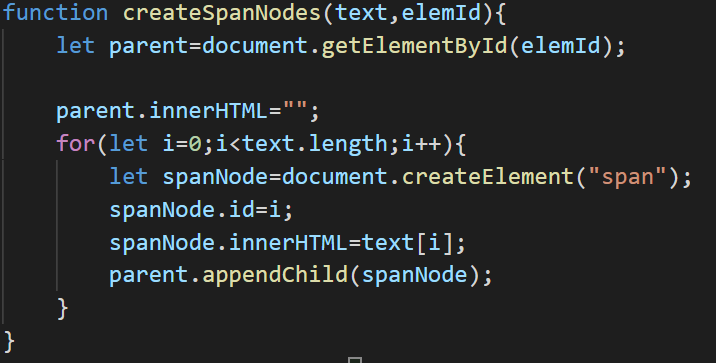 function createSpanNodes(text,elemId){
    let parent=document.getElementById(elemId);

    parent.innerHTML="";
    for(let i=0;i<text.length;i++){
        let spanNode=document.createElement("span");
        spanNode.id=i;
        spanNode.innerHTML=text[i];
        parent.appendChild(spanNode);
    }
}